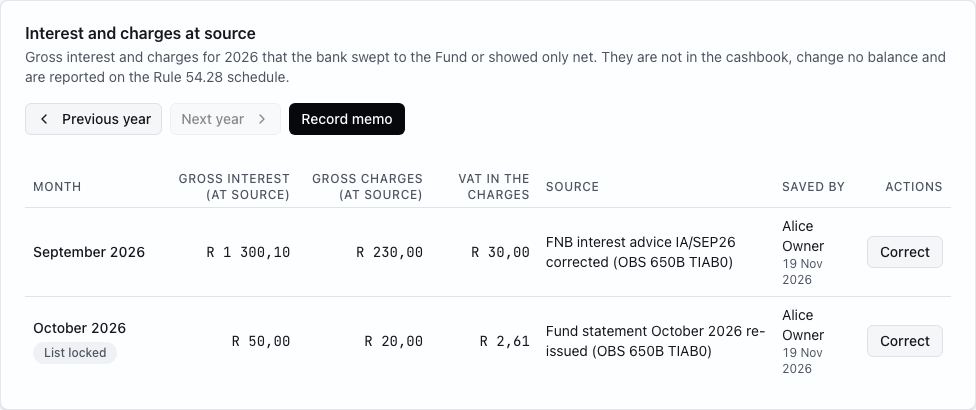 Interest and charges at source
Gross interest and charges for 2026 that the bank swept to the Fund or showed only net. They are not in the cashbook, change no balance and
are reported on the Rule 54.28 schedule.
Previous year
Next year
Record memo
MONTH
GROSS INTEREST
(AT SOURCE)
GROSS CHARGES
(AT SOURCE)
VAT IN THE
CHARGES
SOURCE
SAVED BY
ACTIONS
September 2026
R 1 300,10
R 230,00
R 30,00
FNB interest advice IA/SEP26
corrected (OBS 650B TIAB0)
Alice
Owner
19 Nov
2026
Correct
October 2026
List locked
R 50,00
R 20,00
R 2,61
Fund statement October 2026 re-
issued (OBS 650B TIAB0)
Alice
Owner
19 Nov
2026
Correct